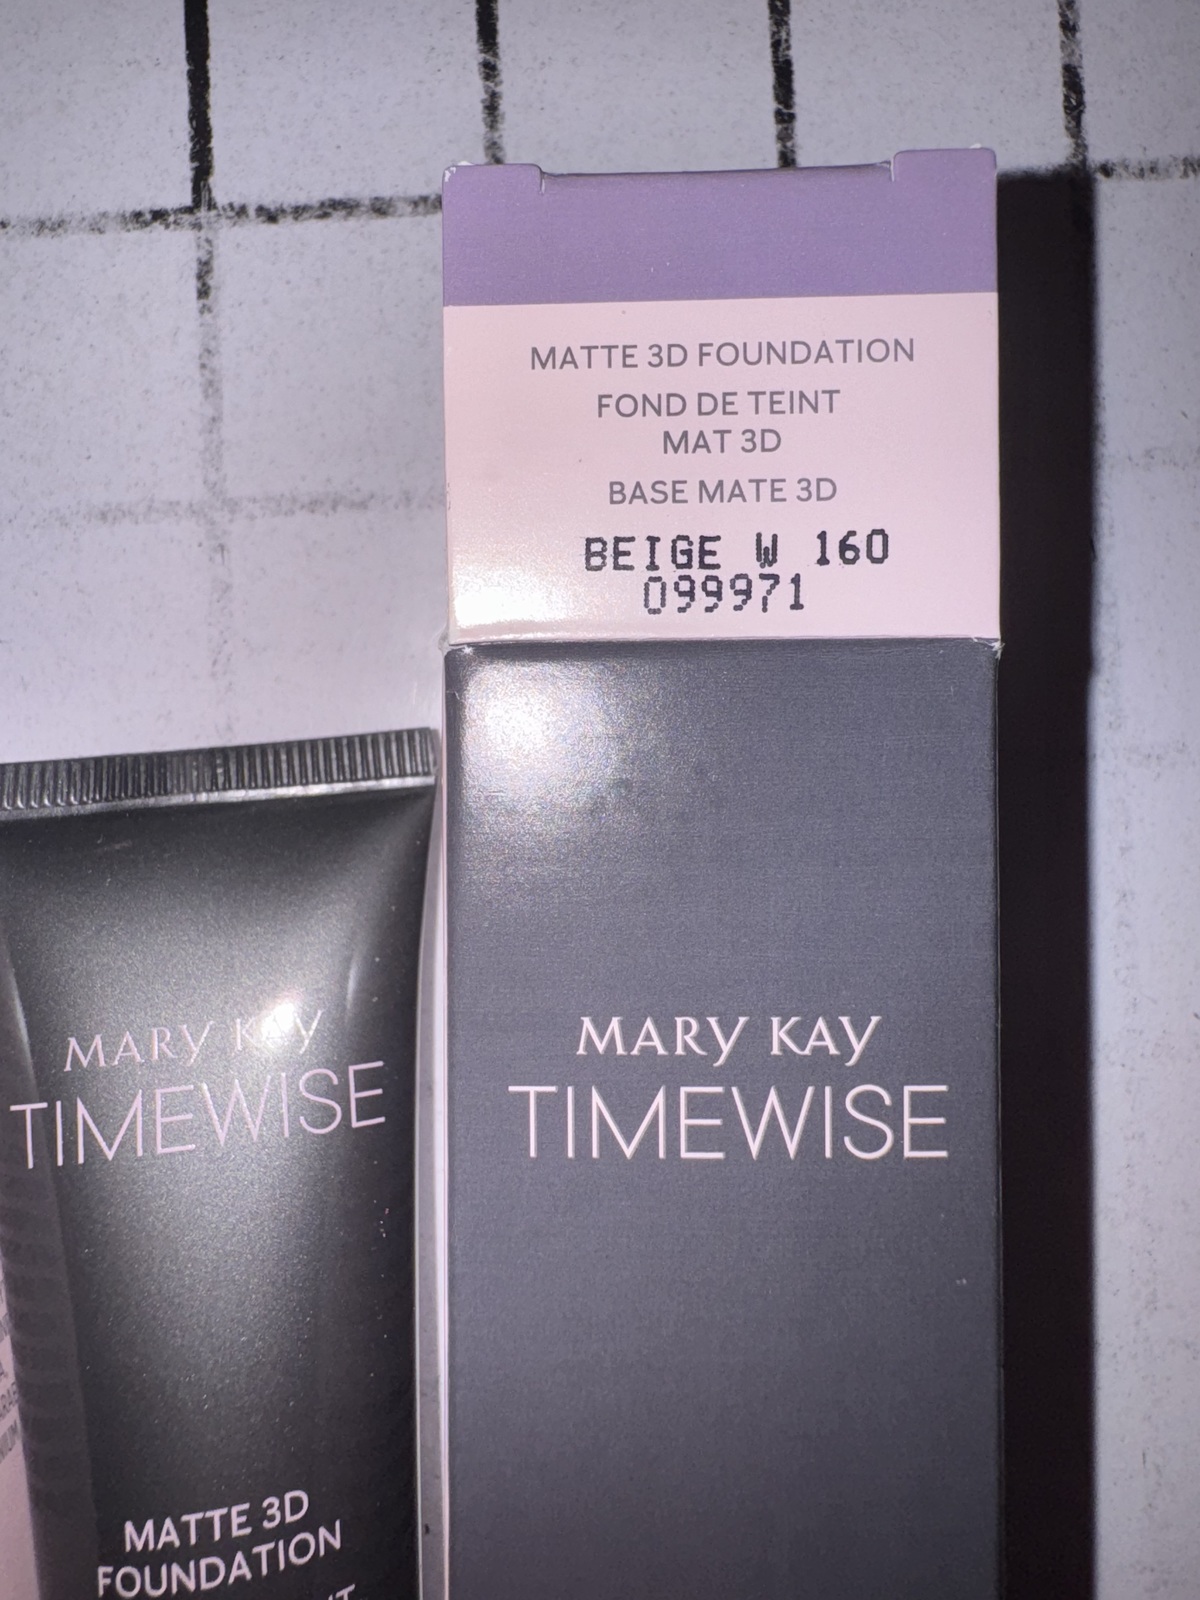 MATTE 3D FOUNDATION
FOND DE TEINT
MAT 3D
BASE MATE 3D
BEIGE W 160
099971
MARY KAY
TIMEWISE
MARY KAY
TIMEWISE
MATTE 3D
FOUNDATION